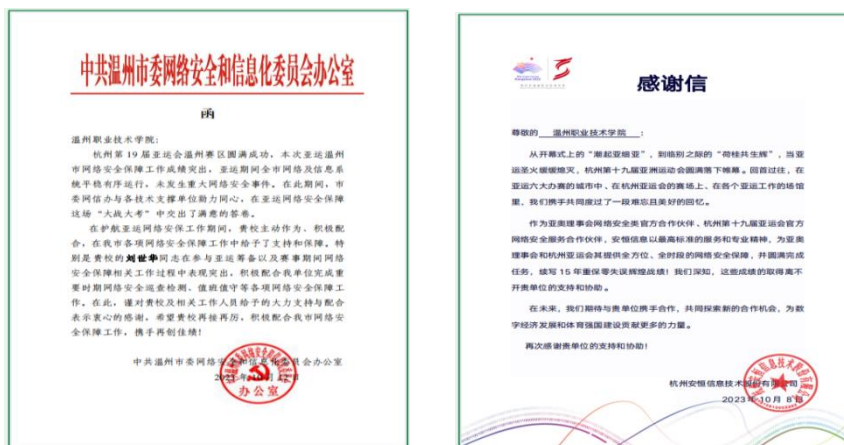 中共温州市委网络安全和信息化委员会办公室
函
温州职业技术学院:
杭州第19届亚运会温州赛区圆满成功,本次亚运温州
市网络安全保障工作成绩突出,亚运期间全市网络及信息系
统平稳有序运行,未发生重大网络安全事件。在此期间,市
委网信办与各技术支撑单位勠力同心,在亚运网络安全保障
这场“大战大考”中交出了满意的答卷。
在护航亚运网络安保工作期间,贵校主动作为、积极配
合,在我市各项网络安保工作中给予了支持和保障。特
别是贵校的刘世华同志在参与亚运筹备以及赛事期间网络
安全保障相关工作过程中表现突出,积极配合我单位完成重
要时期网络安全巡查检测、值班值守等各项网络安全保障工
作。在此,谨对贵校及相关工作人员给予的大力支持与配合
表示衷心的感谢,希望贵校再接再厉,积极配合我市网络安
全保障工作,携手再创佳绩!
中共温州市委网络安全和信息化委员会办公室
2023年10月
办公室
感谢信
尊敬的 温州职业技术学院 :
从开幕式上的“潮起亚细亚”,到临别之际的“荷桂共生辉”,当亚
运圣火缓缓熄灭,杭州第十九届亚洲运动会圆满落下帷幕。回首过往,在
亚运六大办赛的城市中、在杭州亚运会的赛场上、在各个亚运工作的场馆
里,我们携手共同度过了一段难忘且美好的回忆。
作为亚奥理事会网络安全类官方合作伙伴、杭州第十九届亚运会官方
网络安全服务合作伙伴,安恒信息以最高标准的服务和专业精神,为亚奥
理事会和杭州亚运会其提供全方位、全时段的网络安全保障,并圆满完成
任务,续写15年重保零失误辉煌战绩!我们深知,这些成绩的取得离不
开贵单位的支持和协助。
在未来,我们期待与贵单位携手合作,共同探索新的合作机会,为数
字经济发展和体育强国建设贡献更多的力量。
再次感谢贵单位的支持和协助!
杭州安恒信息技术股份有限公司
2023年10月8日